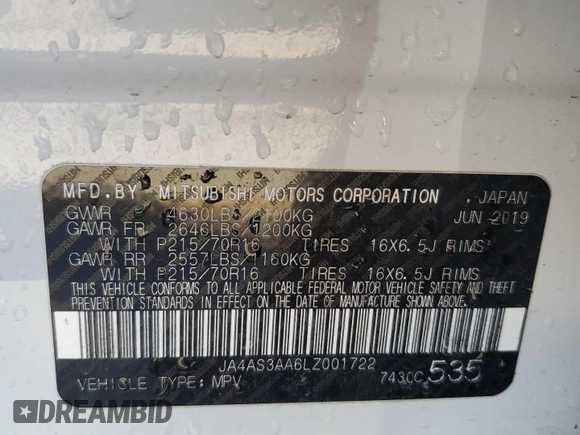 MFD.BY MITSUBISHI MOTORS CORPORATION JAPAN
GVWR 4630LBS 2100KG JUN 2019
GAWR FR 2646LBS 1200KG
WITH P215/70R16 TIRES 16X6.5J RIMS
GAWR RR 2557LBS 1160KG
WITH P215/70R16 TIRES 16X6.5J RIMS
THIS VEHICLE CONFORMS TO ALL APPLICABLE FEDERAL MOTOR VEHICLE SAFETY AND THEFT
PREVENTION STANDARDS IN EFFECT ON THE DATE OF MANUFACTURE SHOWN ABOVE.
JA4AS3AA6LZ001722
VEHICLE TYPE: MPV 7430C 535
DREAMBID